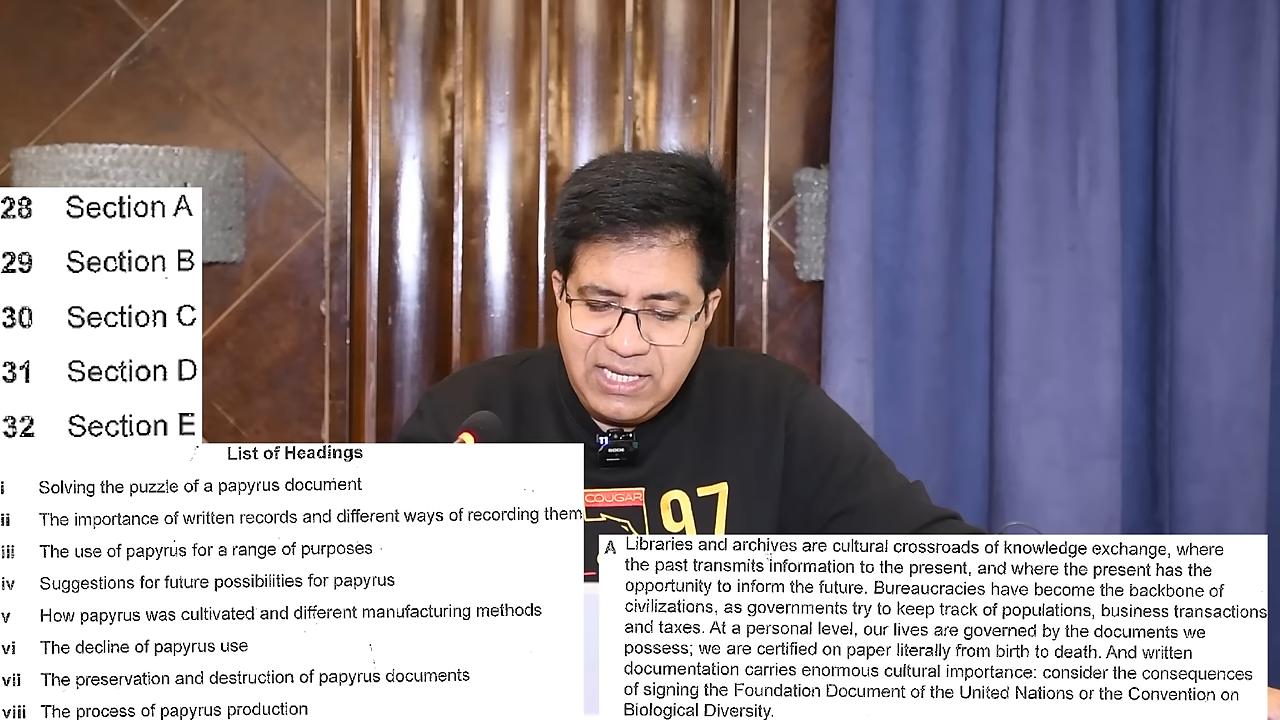 28 Section A
29 Section B
30 Section C
31 Section D
32 Section E
List of Headings
i Solving the puzzle of a papyrus document
ii The importance of written records and different ways of recording them
iii The use of papyrus for a range of purposes
iv Suggestions for future possibilities for papyrus
v How papyrus was cultivated and different manufacturing methods
vi The decline of papyrus use
vii The preservation and destruction of papyrus documents
viii The process of papyrus production
COUGAR
97
A Libraries and archives are cultural crossroads of knowledge exchange, where
the past transmits information to the present, and where the present has the
opportunity to inform the future. Bureaucracies have become the backbone of
civilizations, as governments try to keep track of populations, business transactions
and taxes. At a personal level, our lives are governed by the documents we
possess; we are certified on paper literally from birth to death. And written
documentation carries enormous cultural importance: consider the consequences
of signing the Foundation Document of the United Nations or the Convention on
Biological Diversity.